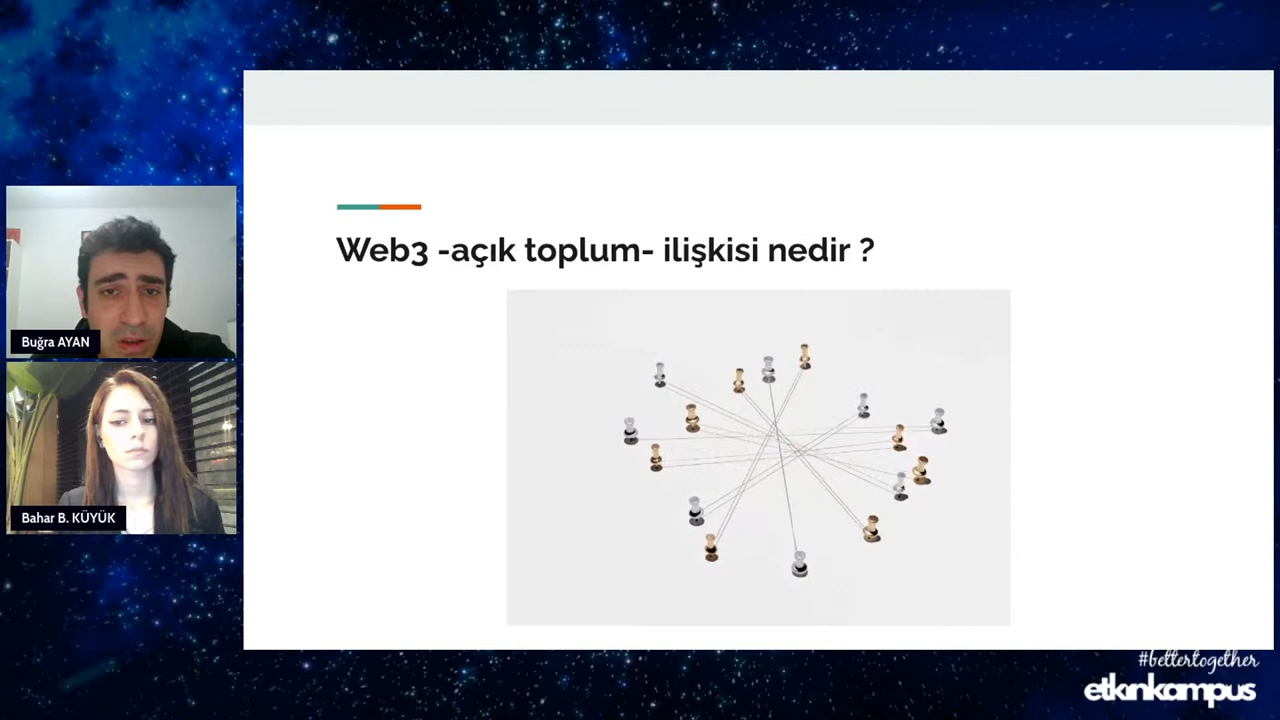 Web3 -açık toplum- ilişkisi nedir ?
Buğra AYAN
Bahar B. KÜYÜK
#bettertogether
etkinkampus